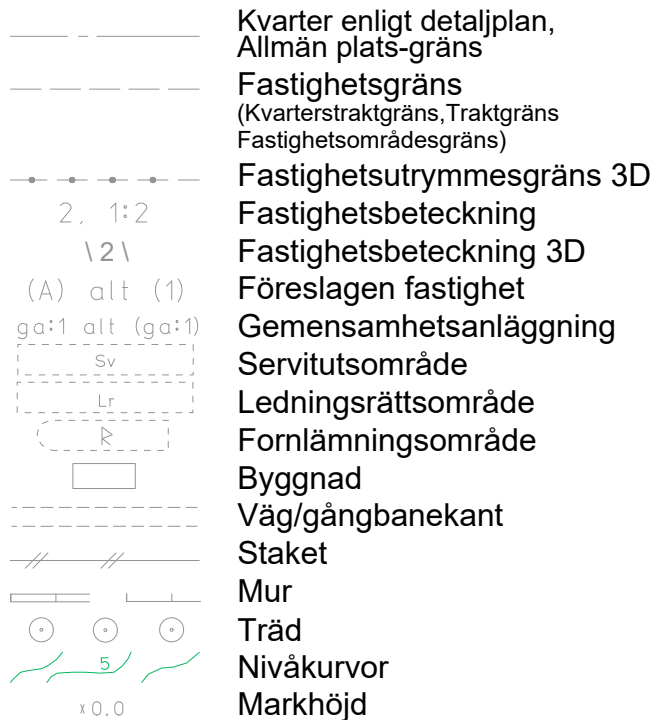 Kvarter enligt detaljplan,
Allmän plats-gräns
Fastighetsgräns
(Kvarterstraktgräns,Traktgräns
Fastighetsområdesgräns)
Fastighetsutrymmesgräns 3D
2, 1:2 Fastighetsbeteckning
\2\ Fastighetsbeteckning 3D
(A) alt (1) Föreslagen fastighet
ga:1 alt (ga:1) Gemensamhetsanläggning
Sv Servitutsområde
Lr Ledningsrättsområde
R Fornlämningsområde
Byggnad
Väg/gångbanekant
Staket
Mur
Träd
5 Nivåkurvor
x0.0 Markhöjd